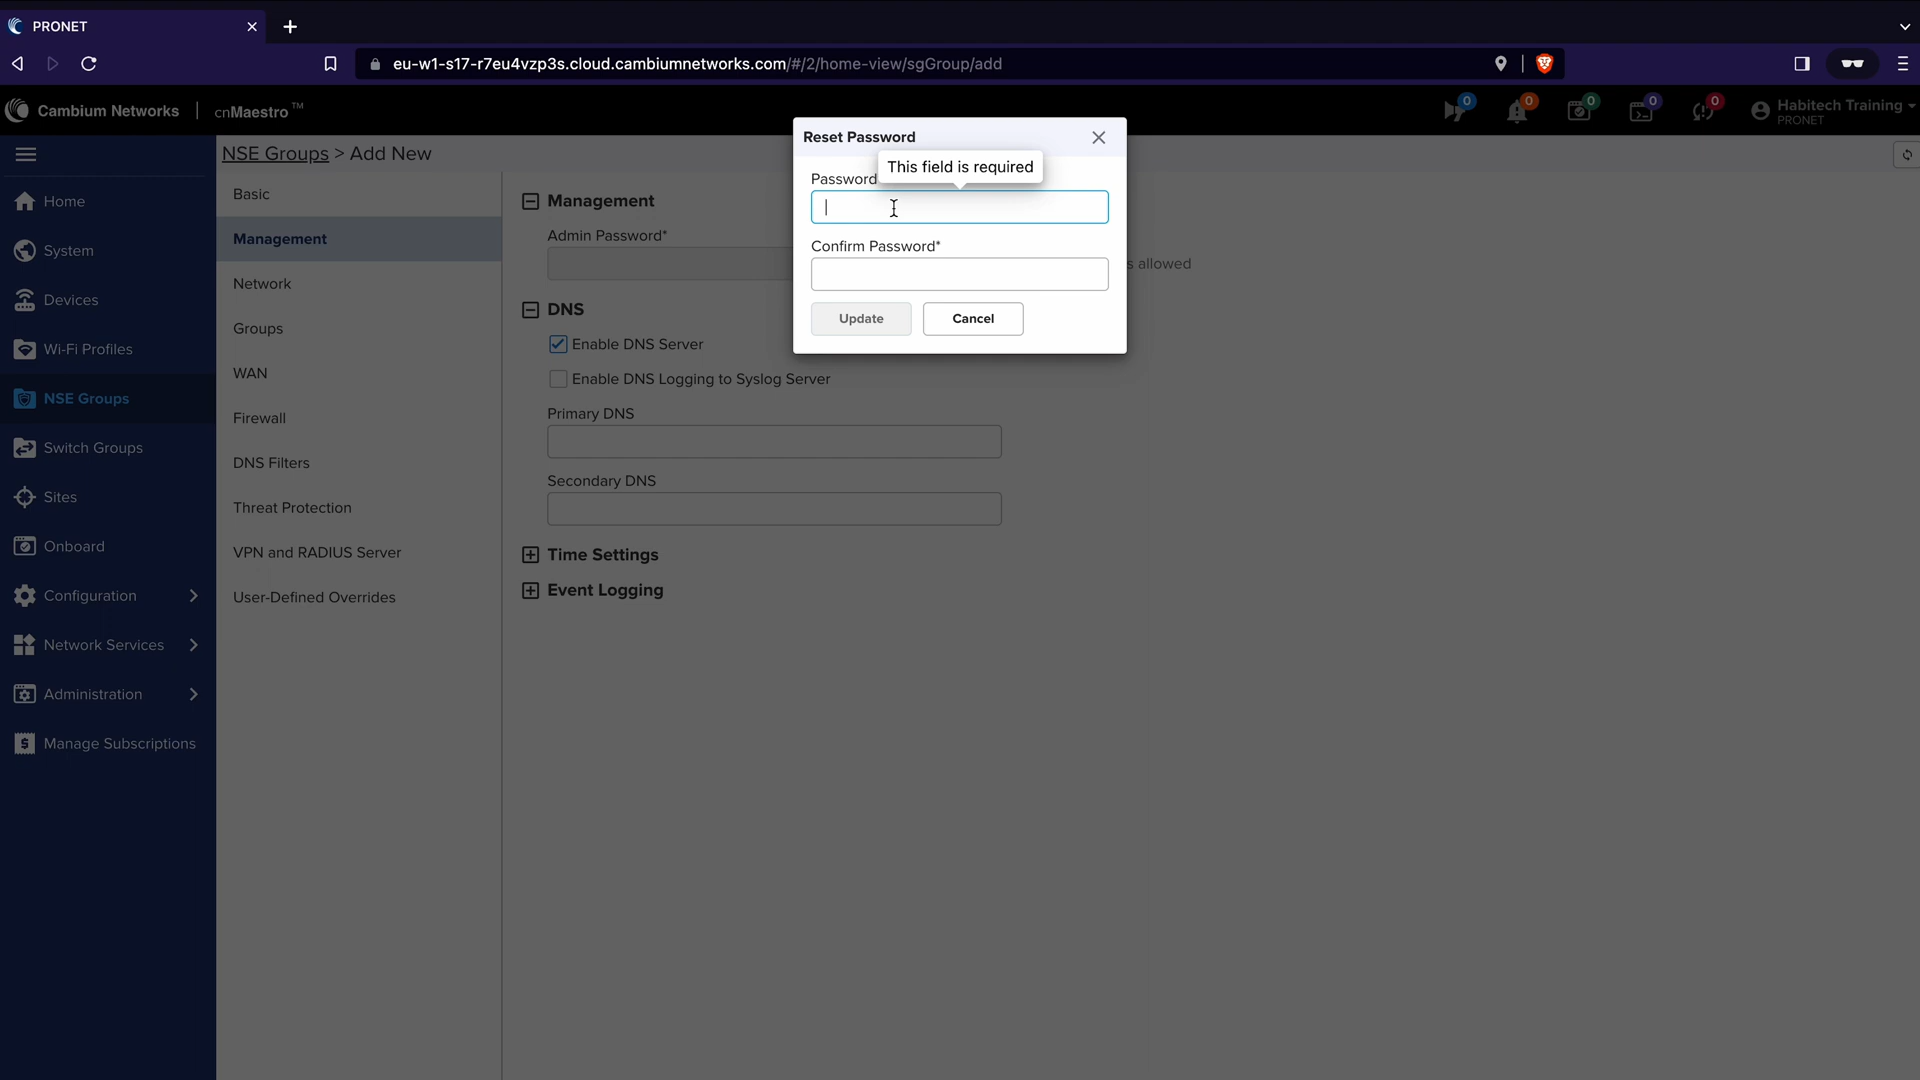 PRONET
eu-w1-s17-r7eu4vzp3s.cloud.cambiumnetworks.com/#/2/home-view/sgGroup/add
Cambium Networks | cnMaestro™
0 0 0 0 0
Habitech Training
PRONET
NSE Groups > Add New
Home
System
Devices
Wi-Fi Profiles
NSE Groups
Switch Groups
Sites
Onboard
Configuration
Network Services
Administration
Manage Subscriptions
Basic
Management
Network
Groups
WAN
Firewall
DNS Filters
Threat Protection
VPN and RADIUS Server
User-Defined Overrides
Management
Admin Password*
s allowed
DNS
Enable DNS Server
Enable DNS Logging to Syslog Server
Primary DNS
Secondary DNS
Time Settings
Event Logging
Reset Password
This field is required
Password
Confirm Password*
Update
Cancel